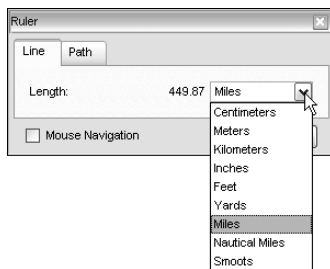 Ruler
Line Path
Length: 449.87 Miles
Centimeters
Meters
Mouse Navigation
Kilometers
Inches
Feet
Yards
Miles
Nautical Miles
Smoots